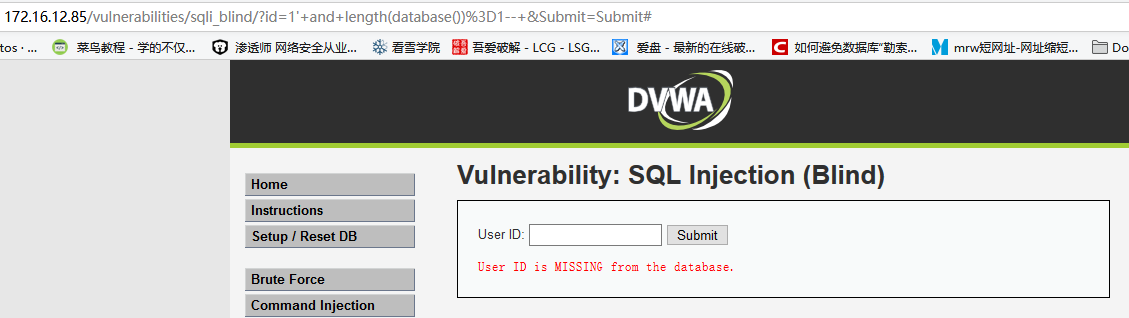 172.16.12.85/vulnerabilities/sqli_blind/?id=1'+and+length(database())%3D1--+&Submit=Submit#
tos · ... 菜鸟教程 - 学的不仅... 渗透师 网络安全从业... 看雪学院 吾爱破解 - LCG - LSG... 爱盘 - 最新的在线破... 如何避免数据库“勒索... mrw短网址-网址缩短... Do
DVWA
Vulnerability: SQL Injection (Blind)
Home
Instructions
Setup / Reset DB
Brute Force
Command Injection
User ID: Submit
User ID is MISSING from the database.